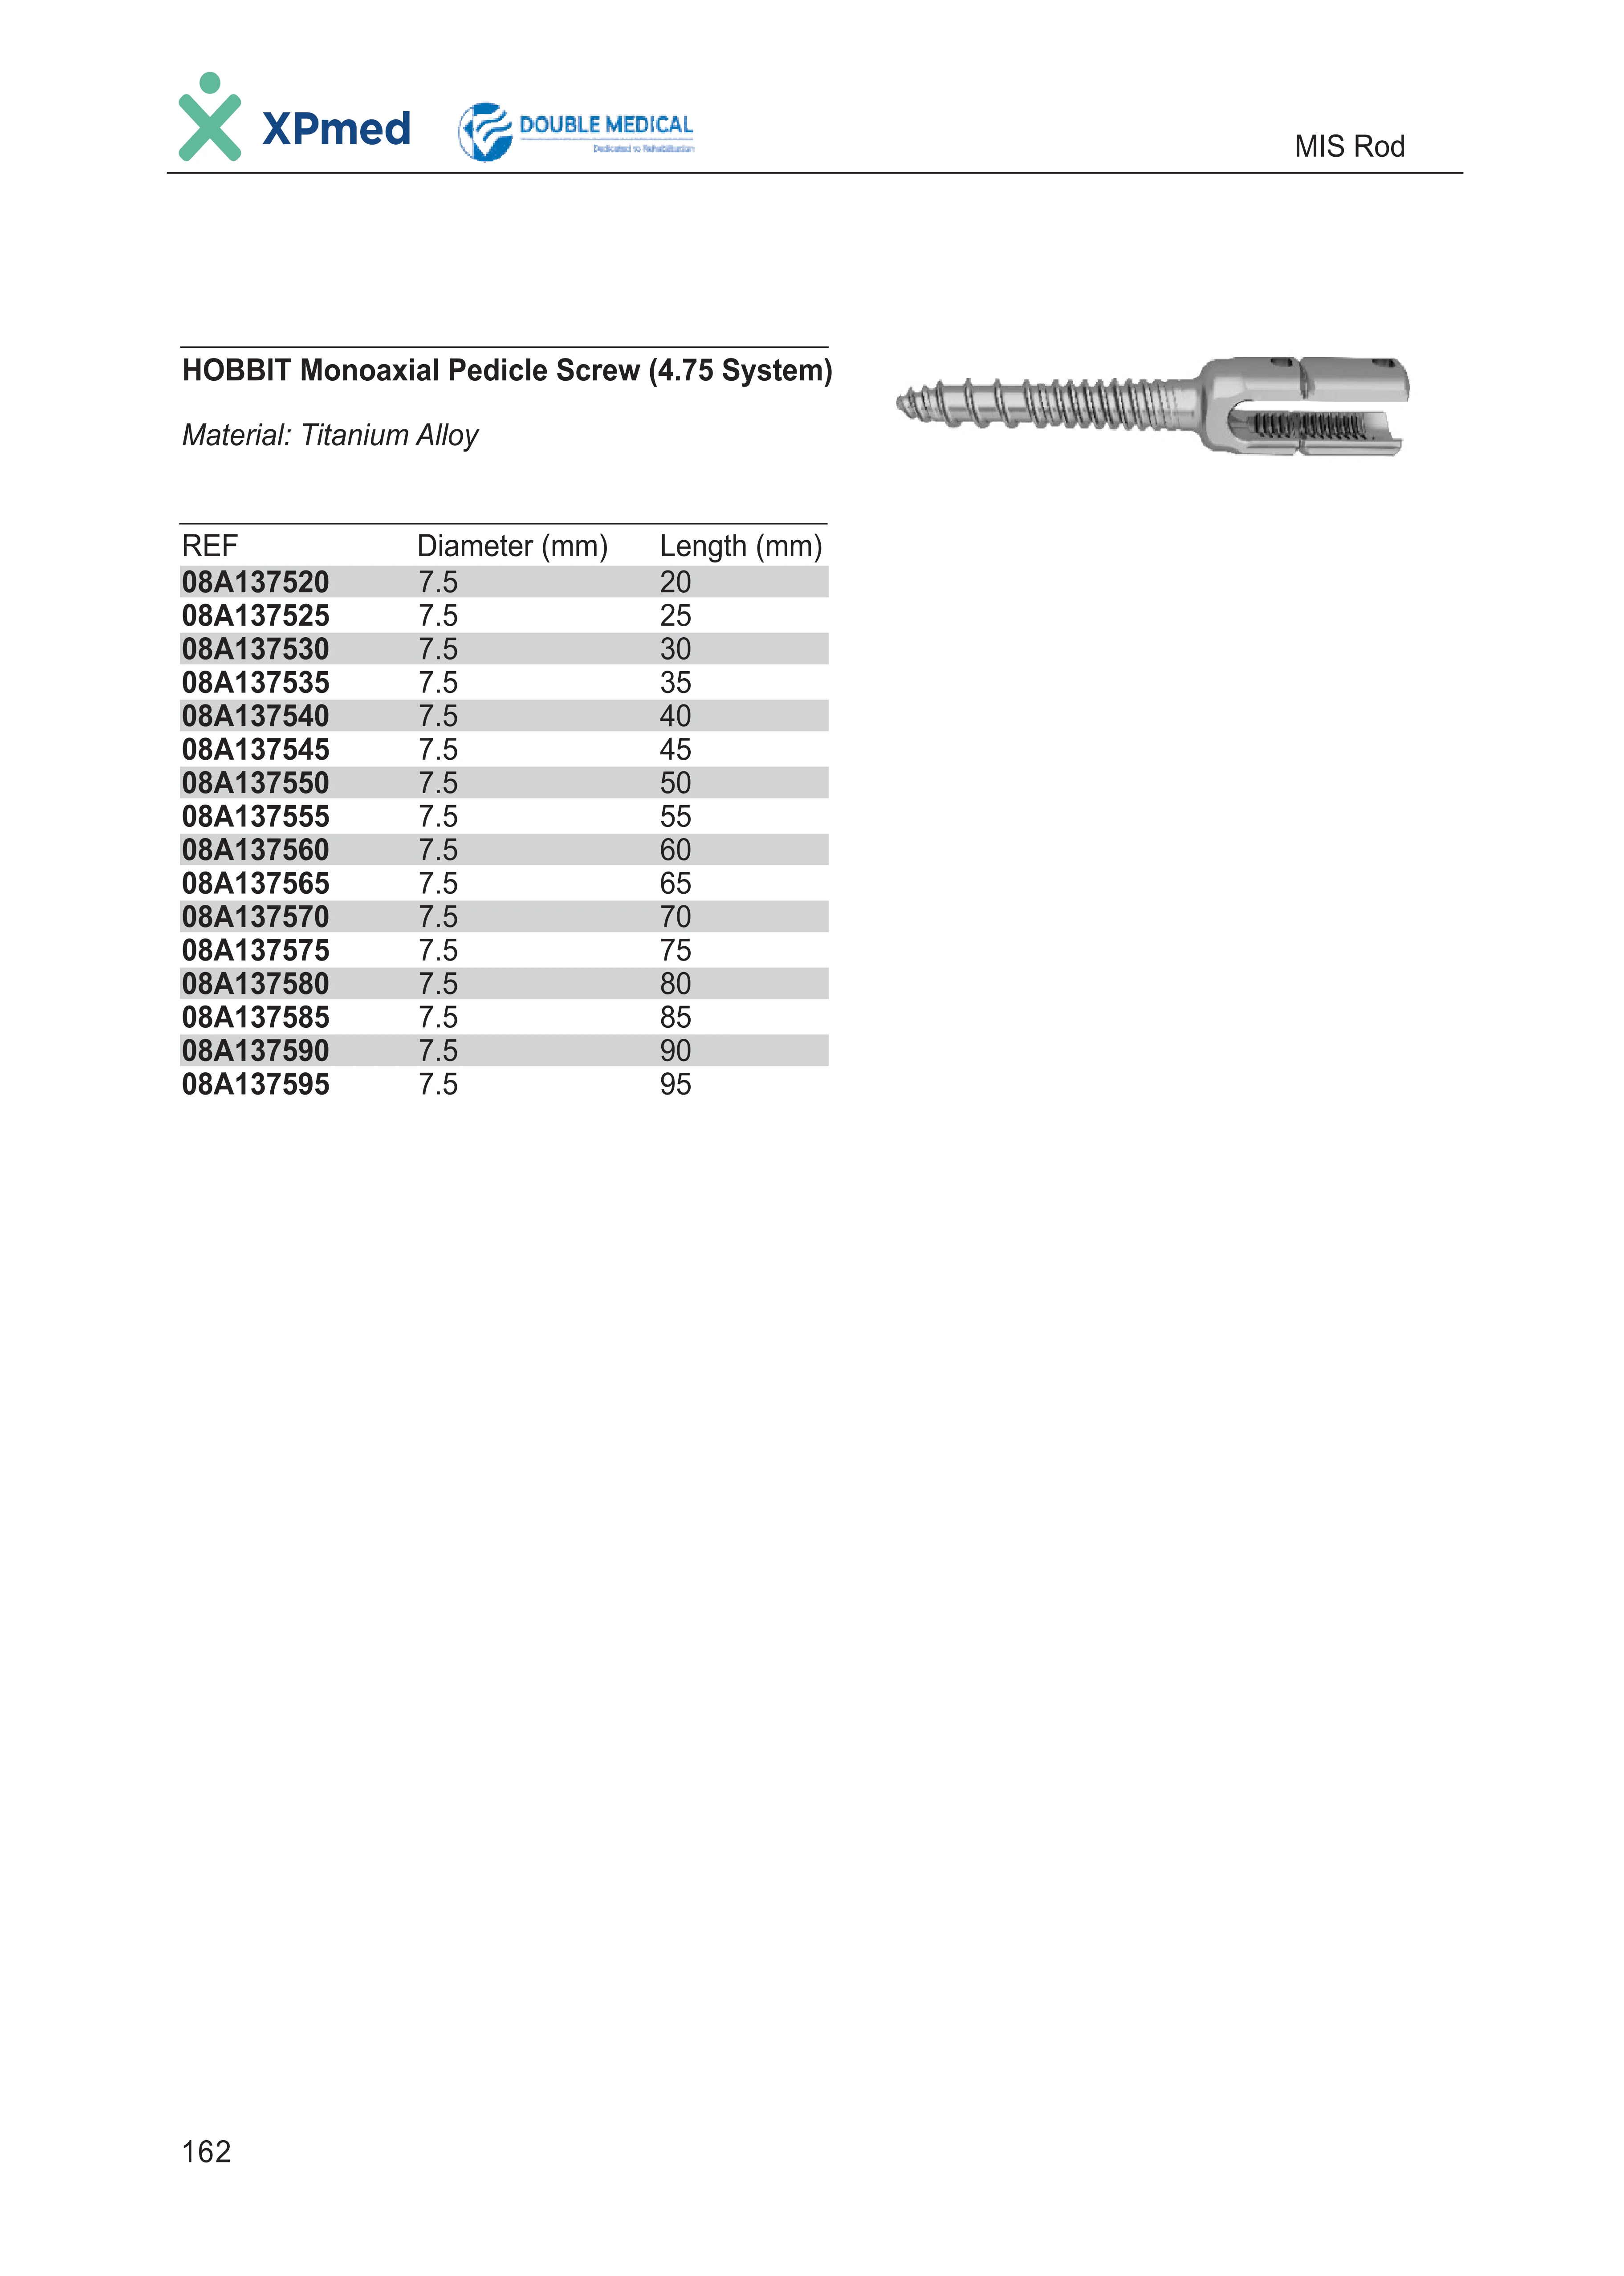 XPmed
DOUBLE MEDICAL
Dedicated to Rehabilitation
MIS Rod
HOBBIT Monoaxial Pedicle Screw (4.75 System)
Material: Titanium Alloy
REF Diameter (mm) Length (mm)
08A137520 7.5 20
08A137525 7.5 25
08A137530 7.5 30
08A137535 7.5 35
08A137540 7.5 40
08A137545 7.5 45
08A137550 7.5 50
08A137555 7.5 55
08A137560 7.5 60
08A137565 7.5 65
08A137570 7.5 70
08A137575 7.5 75
08A137580 7.5 80
08A137585 7.5 85
08A137590 7.5 90
08A137595 7.5 95
162